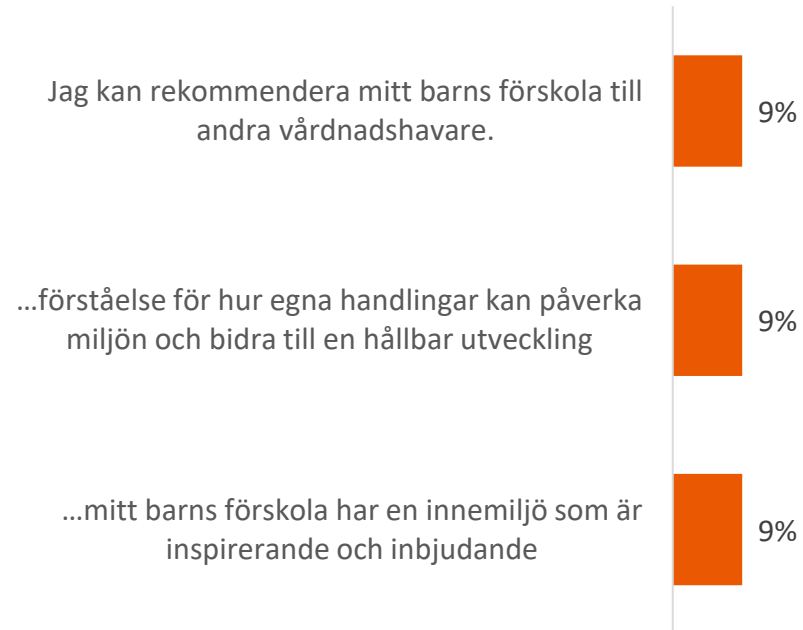 Jag kan rekommendera mitt barns förskola till
andra vårdnadshavare.
9%
…förståelse för hur egna handlingar kan påverka
miljön och bidra till en hållbar utveckling
9%
…mitt barns förskola har en innemiljö som är
inspirerande och inbjudande
9%